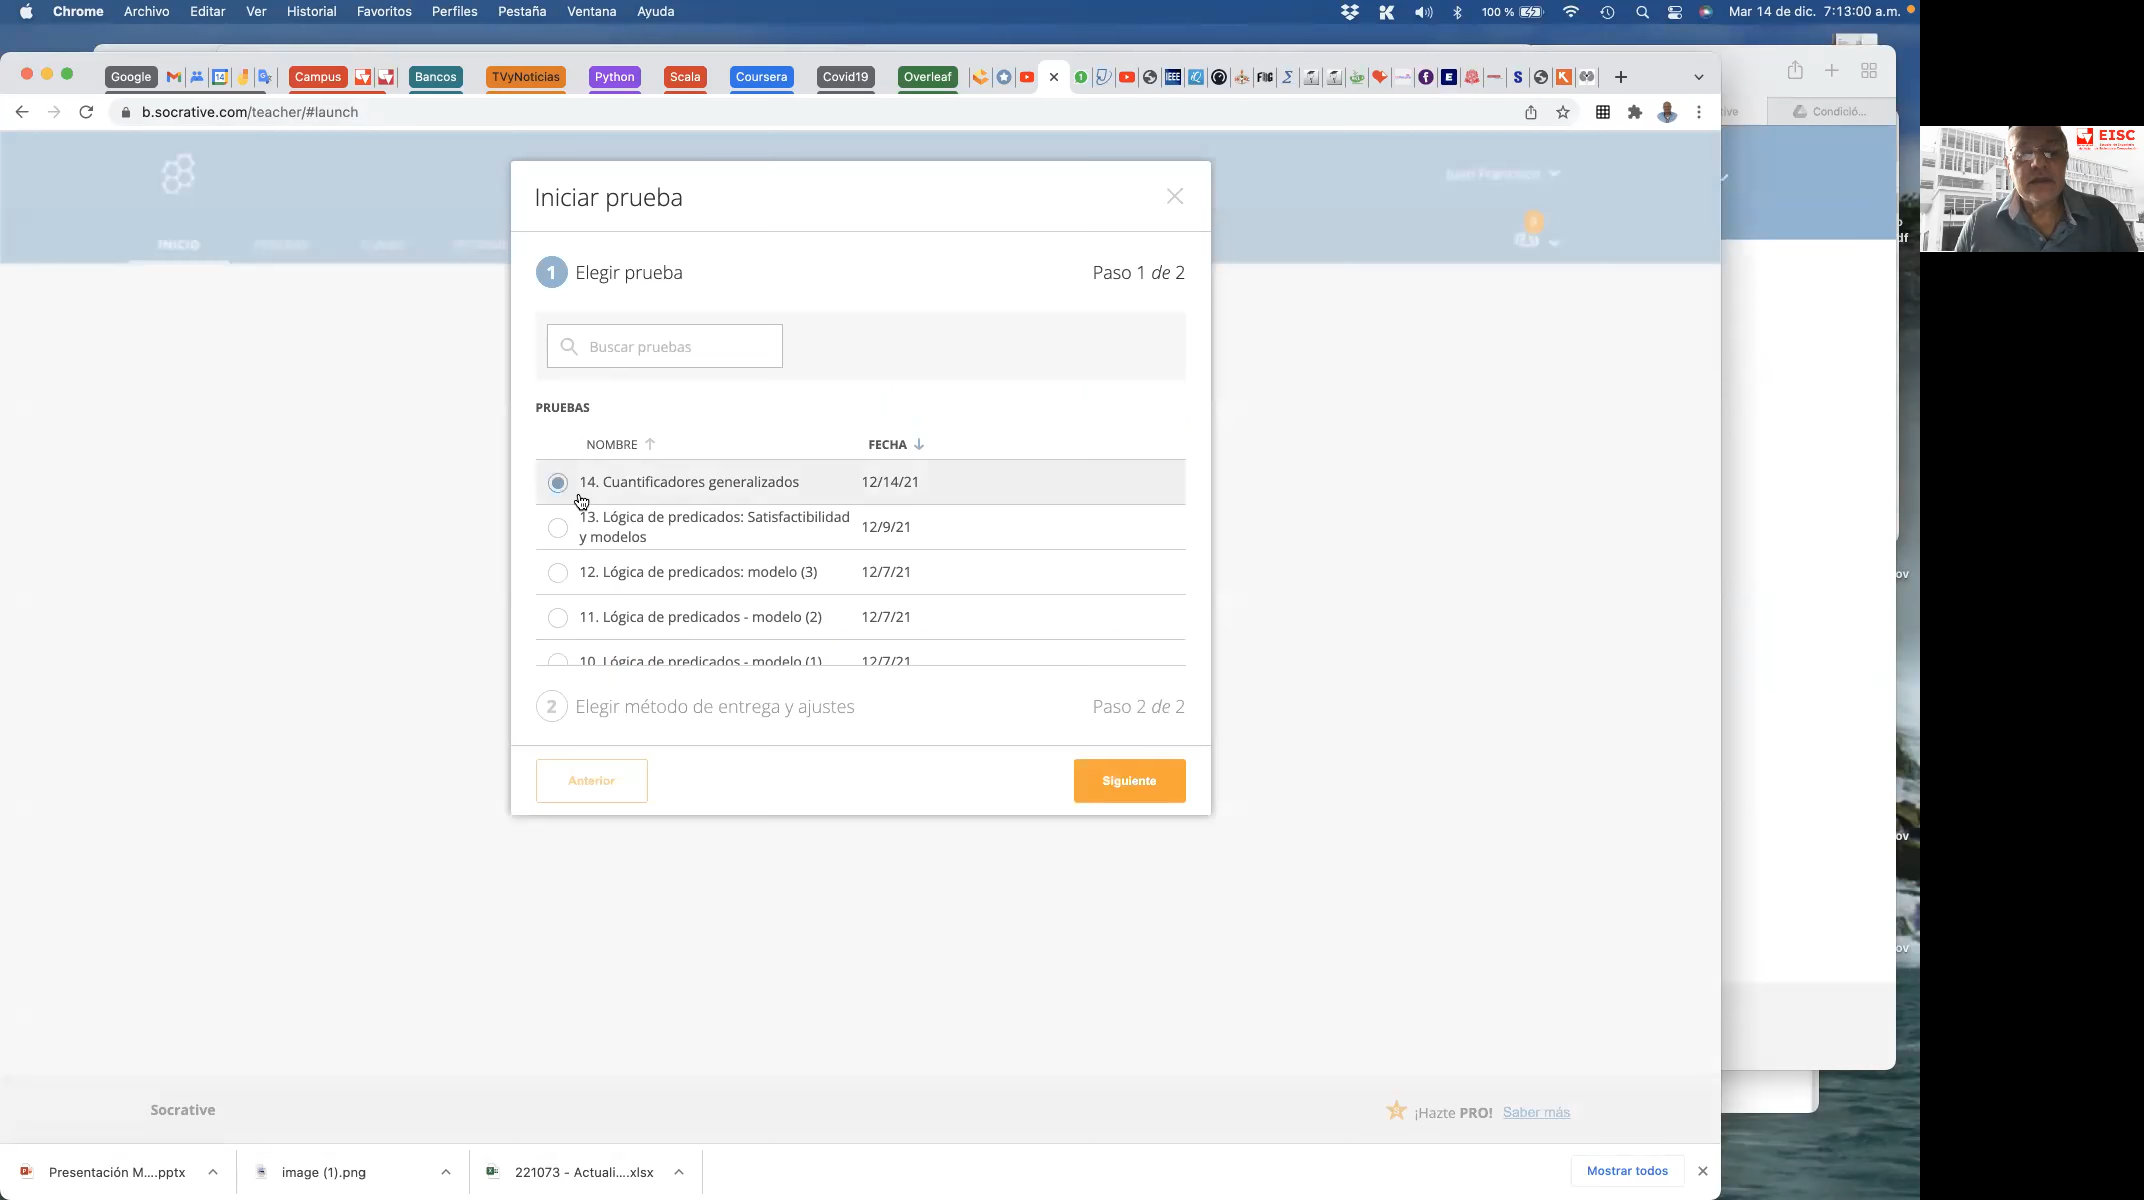 Chrome Archivo Editar Ver Historial Favoritos Perfiles Pestaña Ventana Ayuda 100 % Mar 14 de dic. 7:13:00 a.m.
Google Campus Bancos TVyNoticias Python Scala Coursera Covid19 Overleaf
b.socrative.com/teacher/#launch
Condició...
EISC
Juan Francisco
INICIO
Iniciar prueba
1 Elegir prueba Paso 1 de 2
Buscar pruebas
PRUEBAS
NOMBRE FECHA
14. Cuantificadores generalizados 12/14/21
13. Lógica de predicados: Satisfactibilidad
y modelos 12/9/21
12. Lógica de predicados: modelo (3) 12/7/21
11. Lógica de predicados - modelo (2) 12/7/21
10. Lógica de predicados - modelo (1) 12/7/21
2 Elegir método de entrega y ajustes Paso 2 de 2
Anterior Siguiente
Socrative ¡Hazte PRO! Saber más
Presentación M....pptx image (1).png 221073 - Actuali....xlsx Mostrar todos